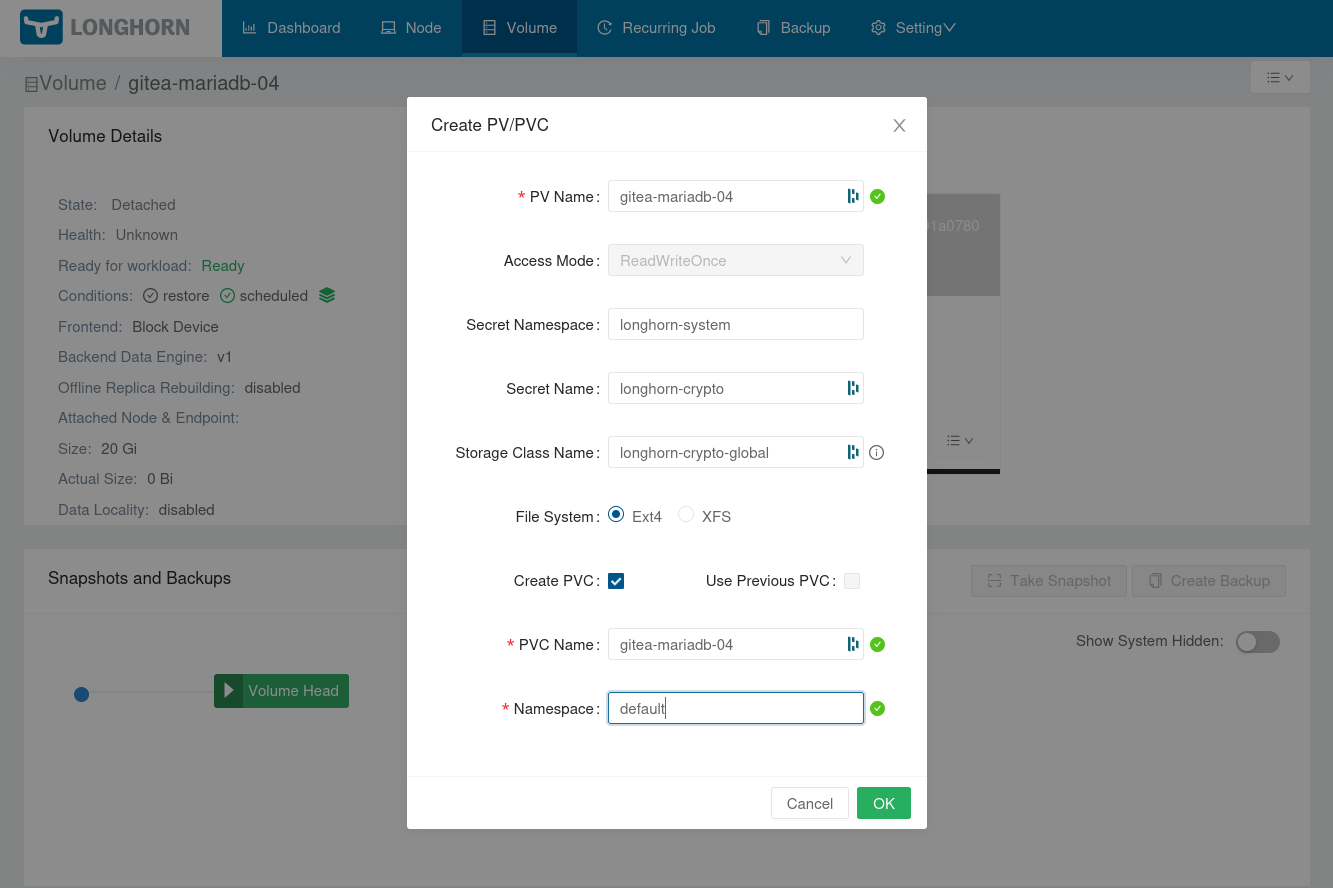 LONGHORN
Dashboard
Node
Volume
Recurring Job
Backup
Setting
Volume / gitea-mariadb-04
Volume Details
State: Detached
Health: Unknown
Ready for workload: Ready
Conditions: restore scheduled
Frontend: Block Device
Backend Data Engine: v1
Offline Replica Rebuilding: disabled
Attached Node & Endpoint:
Size: 20 Gi
Actual Size: 0 Bi
Data Locality: disabled
Create PV/PVC
* PV Name: gitea-mariadb-04
Access Mode: ReadWriteOnce
Secret Namespace: longhorn-system
Secret Name: longhorn-crypto
Storage Class Name: longhorn-crypto-global
File System: Ext4 XFS
Create PVC: Use Previous PVC:
* PVC Name: gitea-mariadb-04
* Namespace: default
Cancel OK
Snapshots and Backups
Take Snapshot
Create Backup
Show System Hidden:
Volume Head